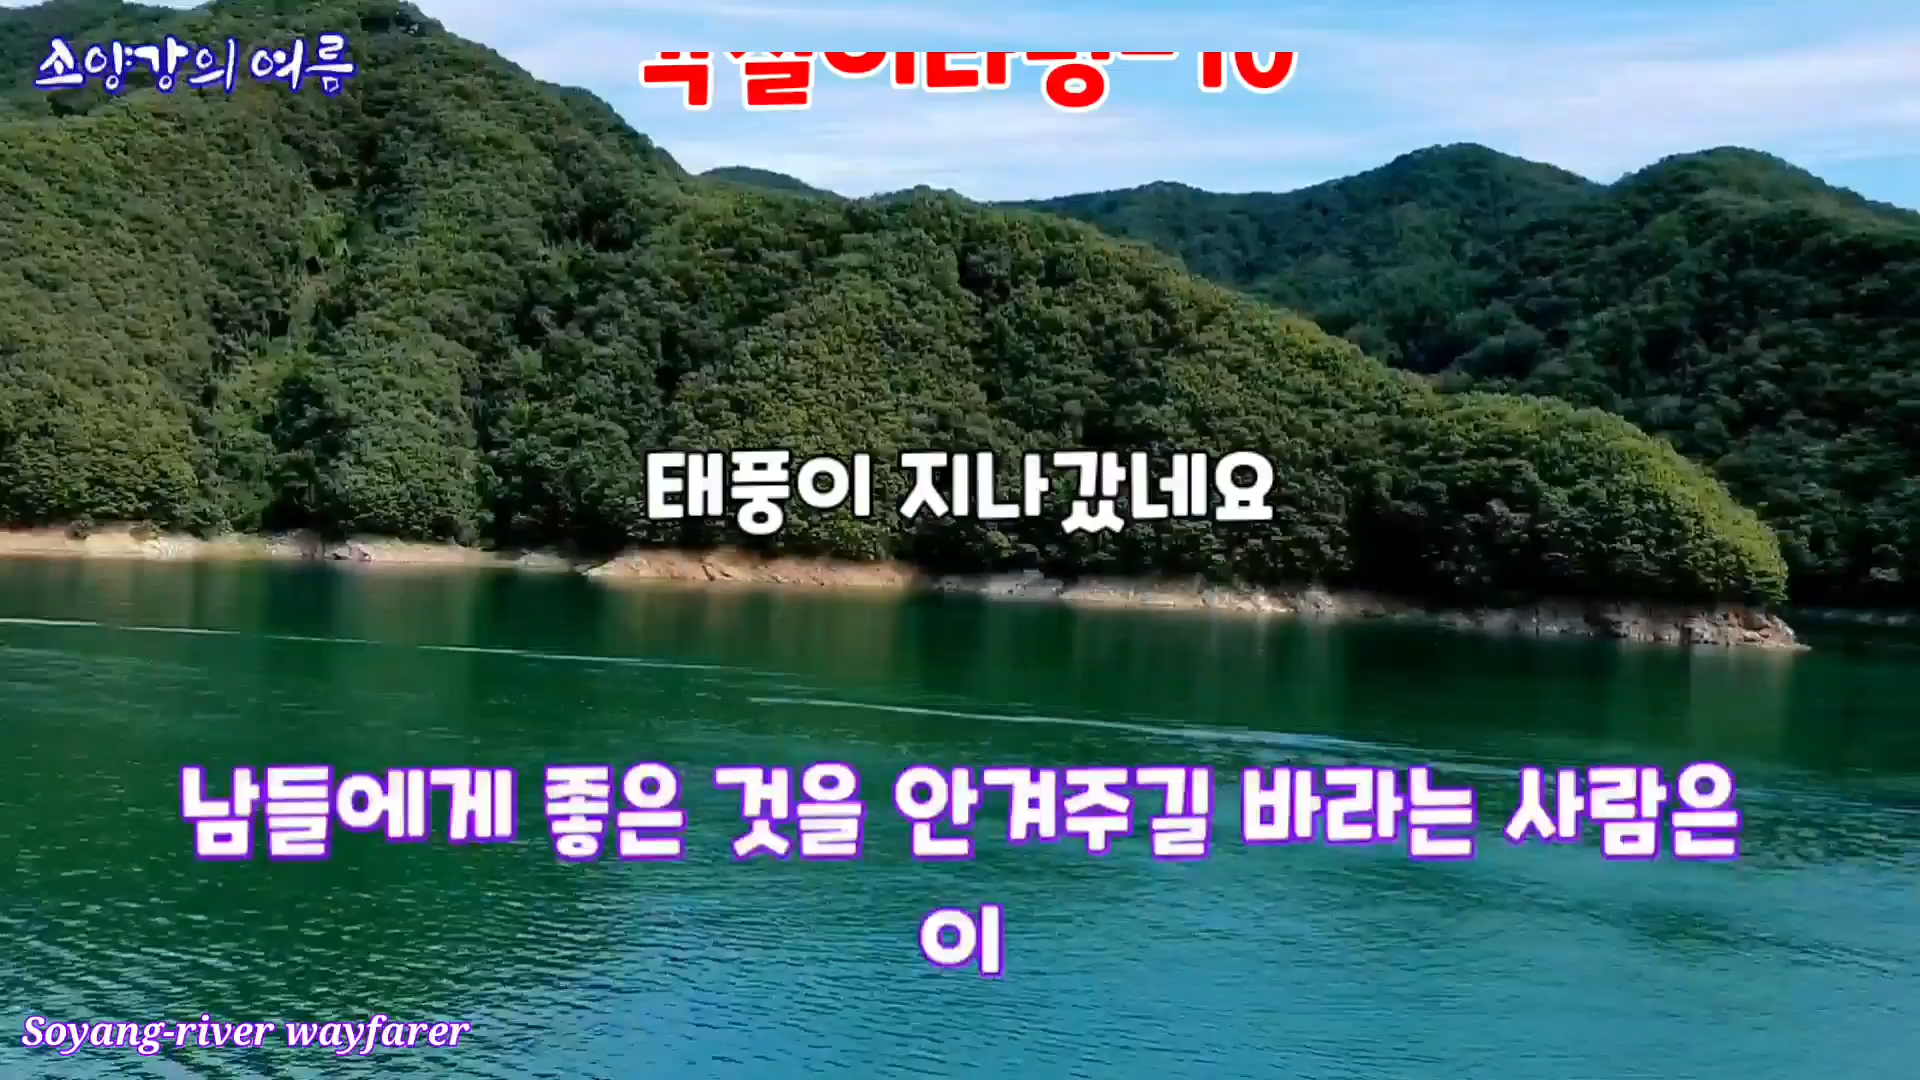 소양강의 여름
태풍이 지나갔네요
남들에게 좋은 것을 안겨주길 바라는 사람은
이
Soyang-river wayfarer